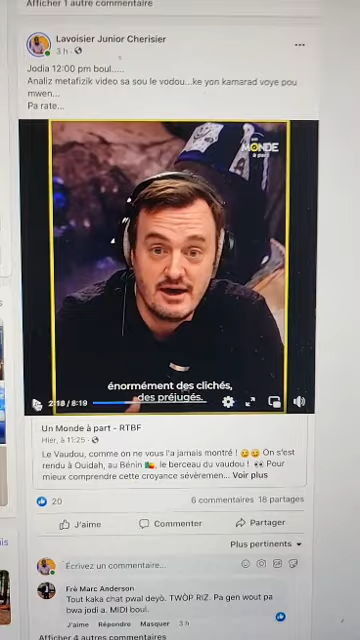 Afficher 1 autre commentaire
Lavoisier Junior Cherisier
3 h
Jodia 12:00 pm boul.....
Analiz metafizik video sa sou le vodou...ke yon kamarad voye pou
mwen...
Pa rate...
UN
MONDE
à part
énormément des clichés,
des préjugés.
2:18 / 8:19
Un Monde à part - RTBF
Hier, à 11:25
Le Vaudou, comme on ne vous l'a jamais montré ! 😉😉 On s'est
rendu à Ouidah, au Bénin 🇧🇯, le berceau du vaudou ! 👀 Pour
mieux comprendre cette croyance sévèremen... Voir plus
20
6 commentaires 18 partages
J'aime
Commenter
Partager
Plus pertinents
Écrivez un commentaire...
Frè Marc Anderson
Tout kaka chat pwal deyò. TWÒP RIZ. Pa gen wout pa
bwa jodi a. MIDI boul.
J'aime Répondre Masquer 3 h
Afficher 4 autres commentaires